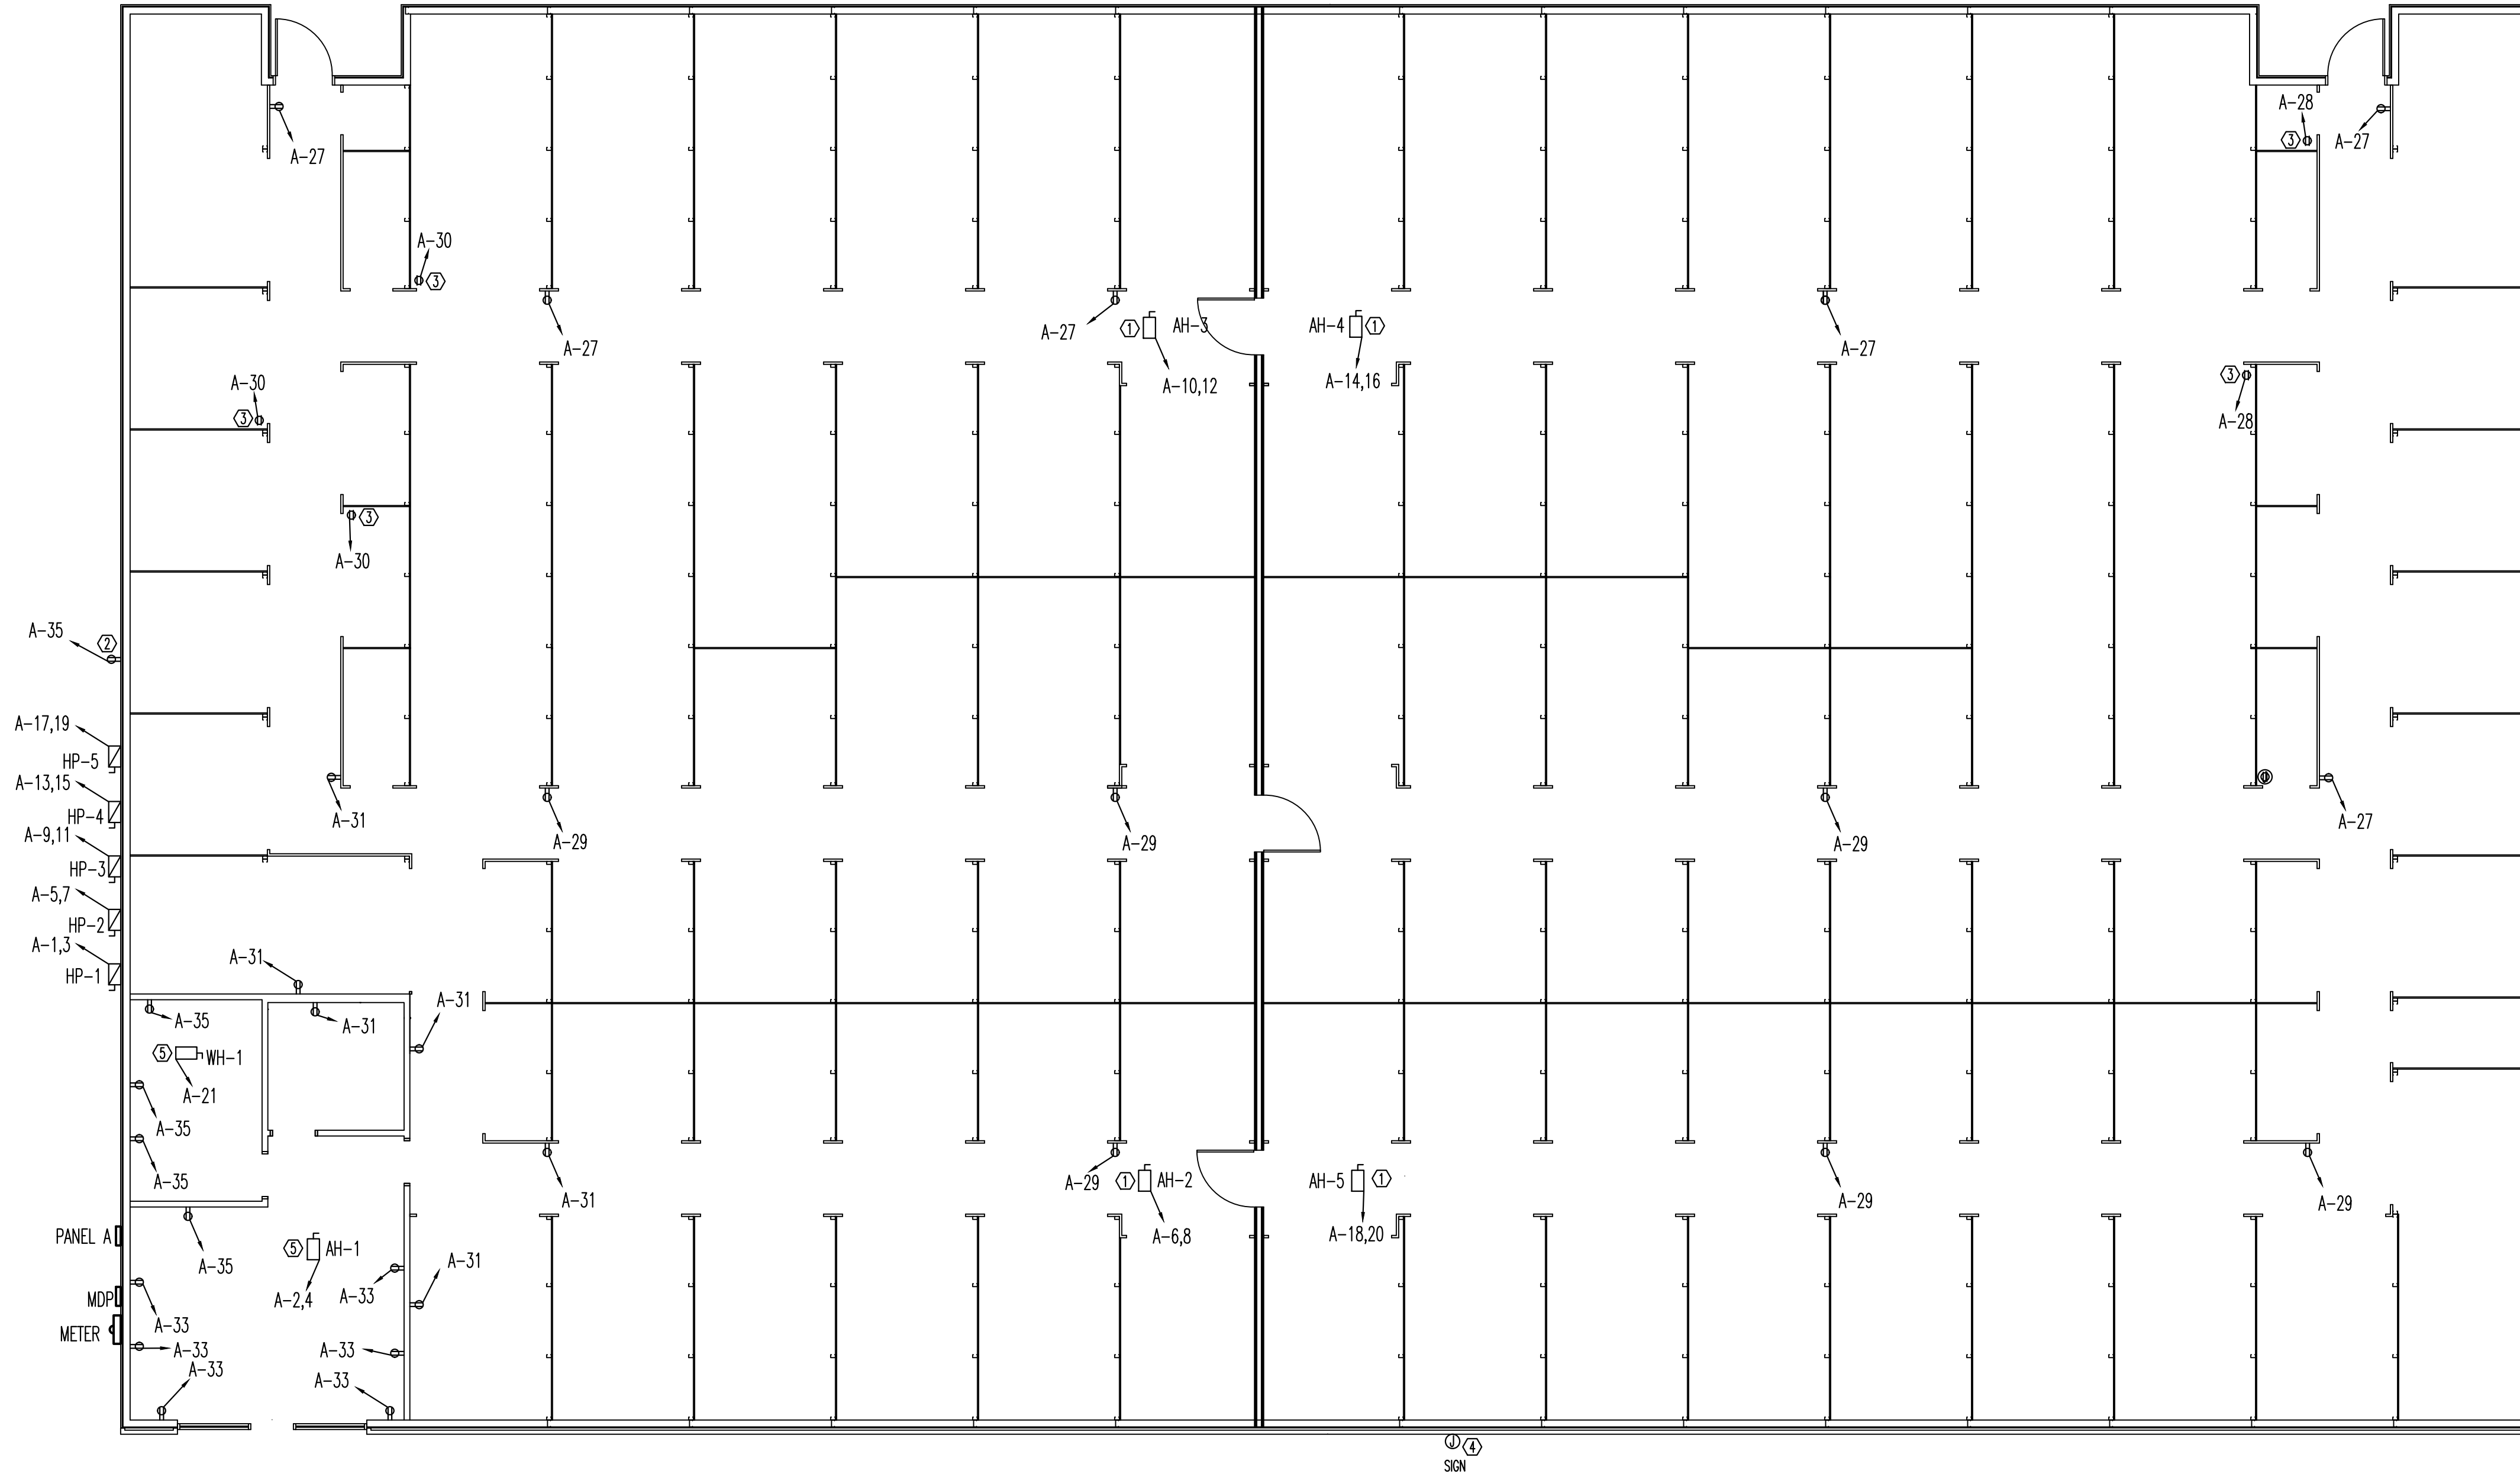 A-28
3
A-27
A-27
A-30
3
A-27
A-27
1
AH-3
A-10,12
AH-4
1
A-14,16
A-27
3
A-28
A-30
3
3
A-30
A-35
2
A-17,19
HP-5
A-13,15
HP-4
A-9,11
HP-3
A-5,7
HP-2
A-1,3
HP-1
A-31
A-29
A-29
A-29
A-27
A-31
A-31
A-35
A-31
5
WH-1
A-21
A-35
A-35
A-31
A-29
1
AH-2
A-6,8
AH-5
1
A-18,20
A-29
A-29
PANEL A
A-35
5
AH-1
A-2,4
A-33
A-31
MDP
A-33
METER
A-33
A-33
A-33
A-33
J
4
SIGN